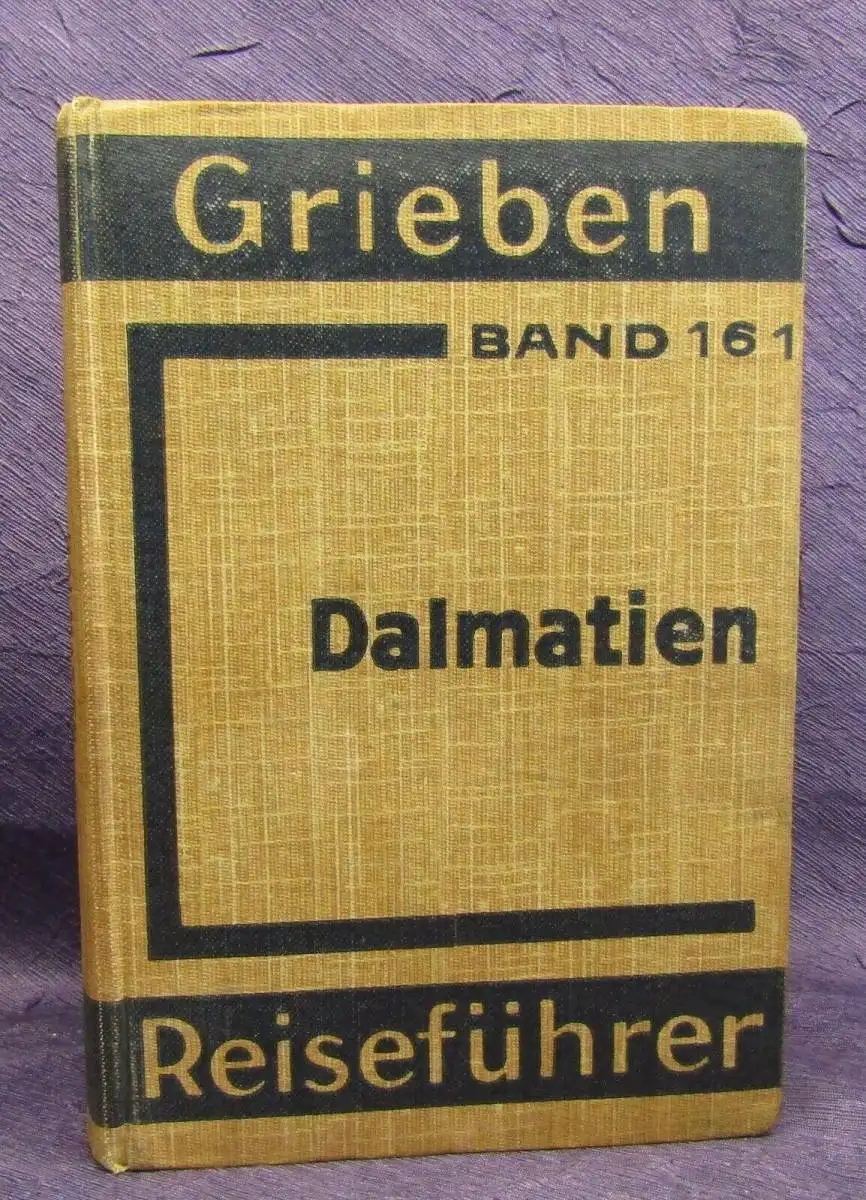 Grieben
BAND 161
Dalmatien
Reiseführer